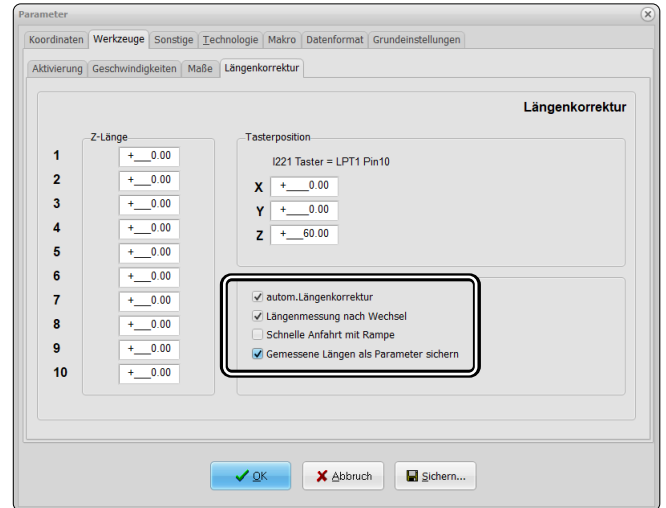 Parameter
Koordinaten Werkzeuge Sonstige Technologie Makro Datenformat Grundeinstellungen
Aktivierung Geschwindigkeiten Maße Längenkorrektur
Längenkorrektur
Z-Länge
1 +___0.00
2 +___0.00
3 +___0.00
4 +___0.00
5 +___0.00
6 +___0.00
7 +___0.00
8 +___0.00
9 +___0.00
10 +___0.00
Tasterposition
I221 Taster = LPT1 Pin10
X +____0.00
Y +____0.00
Z +___60.00
autom.Längenkorrektur
Längenmessung nach Wechsel
Schnelle Anfahrt mit Rampe
Gemessene Längen als Parameter sichern
OK Abbruch Sichern...